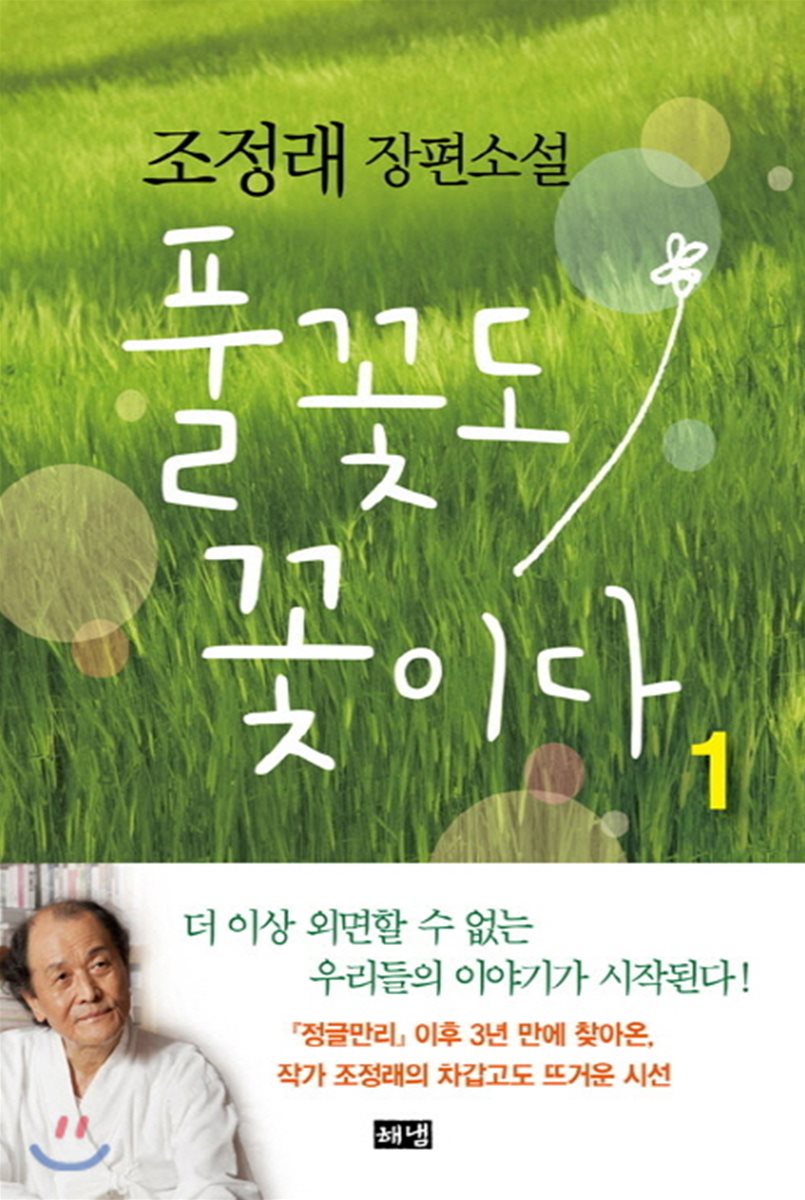 조정래 장편소설
풀꽃도
꽃이다
1
더 이상 외면할 수 없는
우리들의 이야기가 시작된다!
『정글만리』 이후 3년 만에 찾아온,
작가 조정래의 차갑고도 뜨거운 시선
해냄